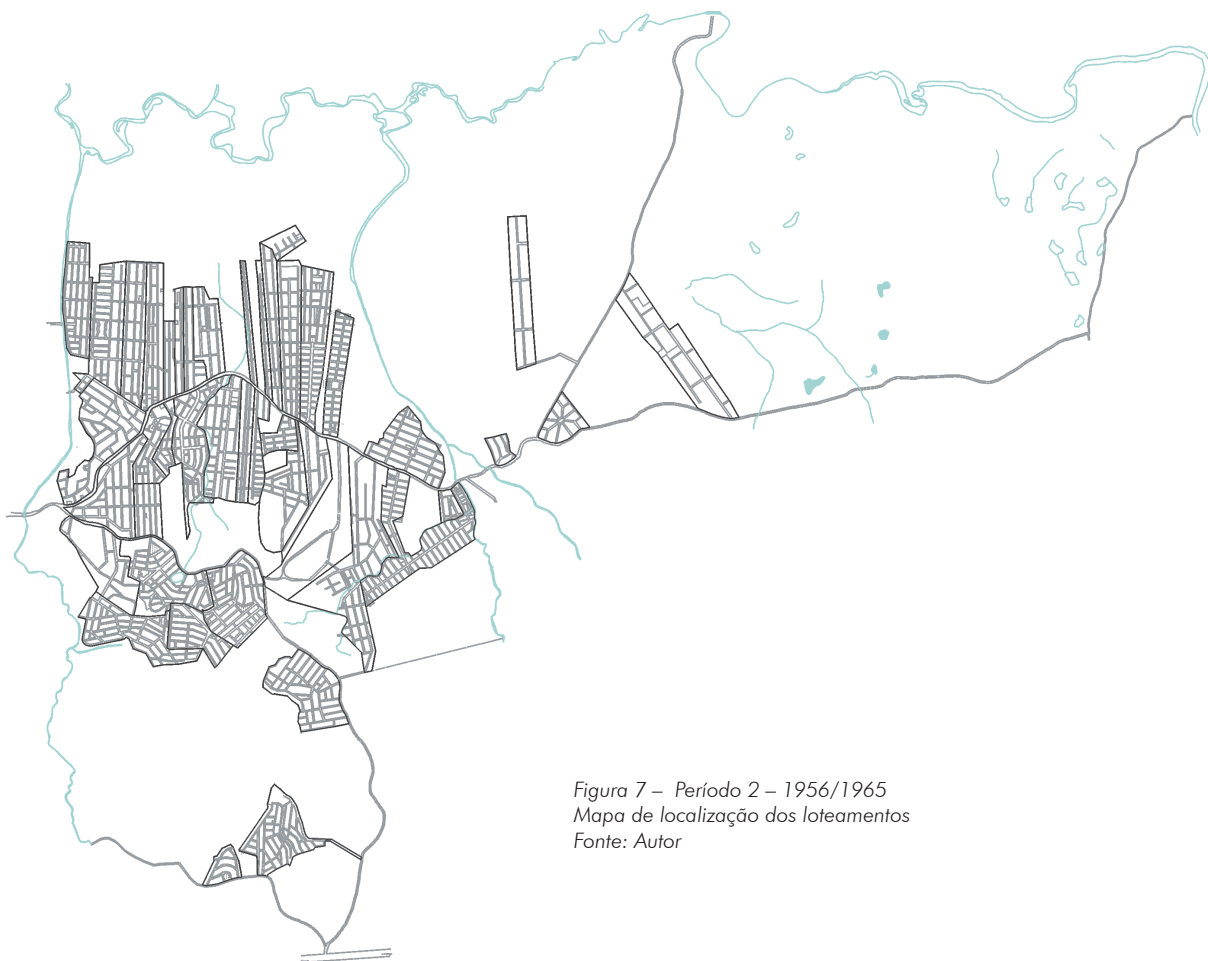 Figura 7 – Período 2 – 1956/1965
Mapa de localização dos loteamentos
Fonte: Autor